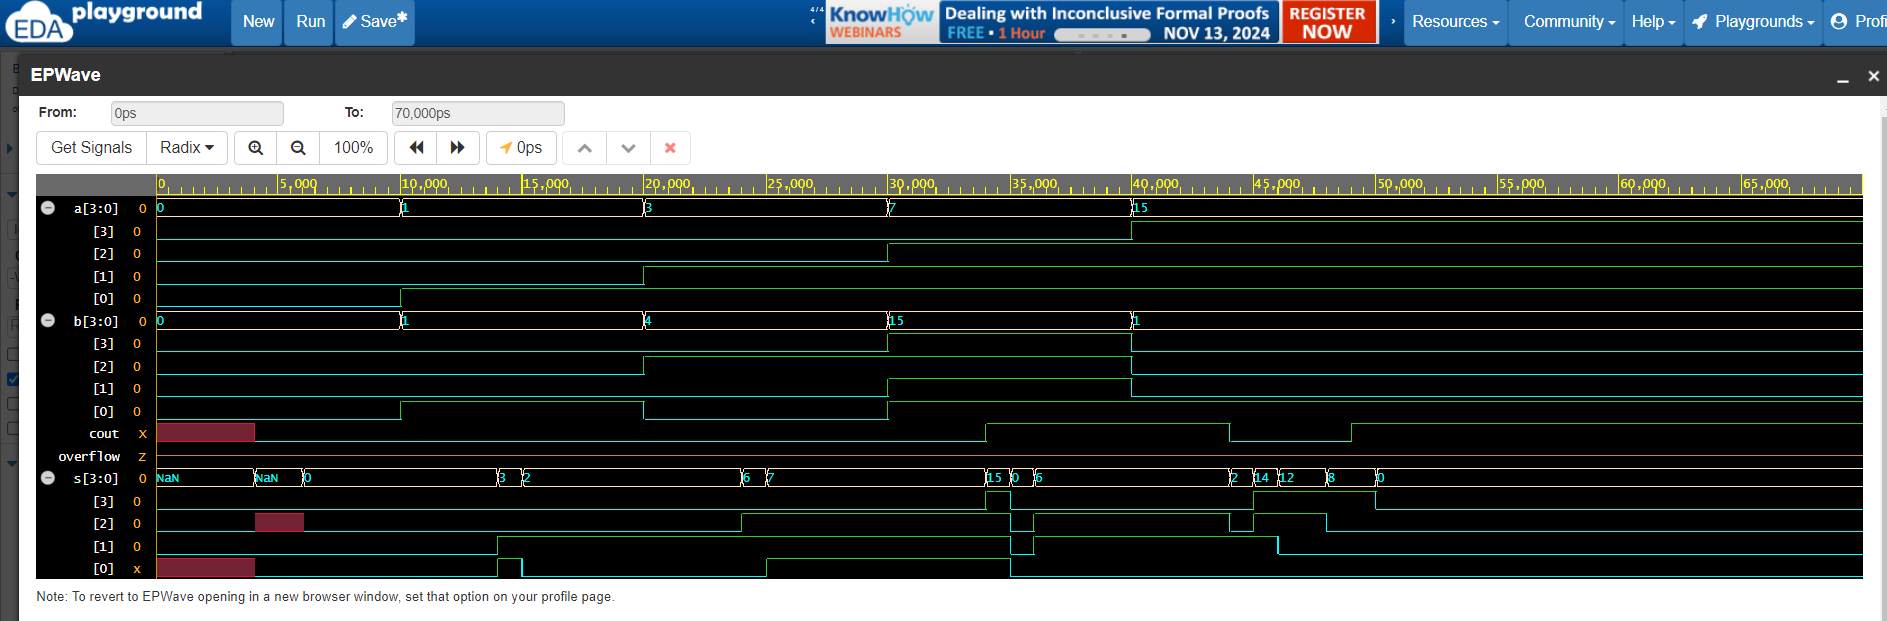 EDA playground
New
Run
Save*
4/4
KnowHow
WEBINARS
Dealing with Inconclusive Formal Proofs
FREE • 1 Hour
NOV 13, 2024
REGISTER
NOW
Resources
Community
Help
Playgrounds
Profi
EPWave
From:
0ps
To:
70,000ps
Get Signals
Radix
100%
0ps
0 5,000 10,000 15,000 20,000 25,000 30,000 35,000 40,000 45,000 50,000 55,000 60,000 65,000
a[3:0] 0 0 1 3 7 15
[3] 0
[2] 0
[1] 0
[0] 0
b[3:0] 0 0 1 4 15 1
[3] 0
[2] 0
[1] 0
[0] 0
cout x
overflow z
s[3:0] 0 NaN NaN 0 3 2 6 7 15 0 6 2 14 12 8 0
[3] 0
[2] 0
[1] 0
[0] x
Note: To revert to EPWave opening in a new browser window, set that option on your profile page.